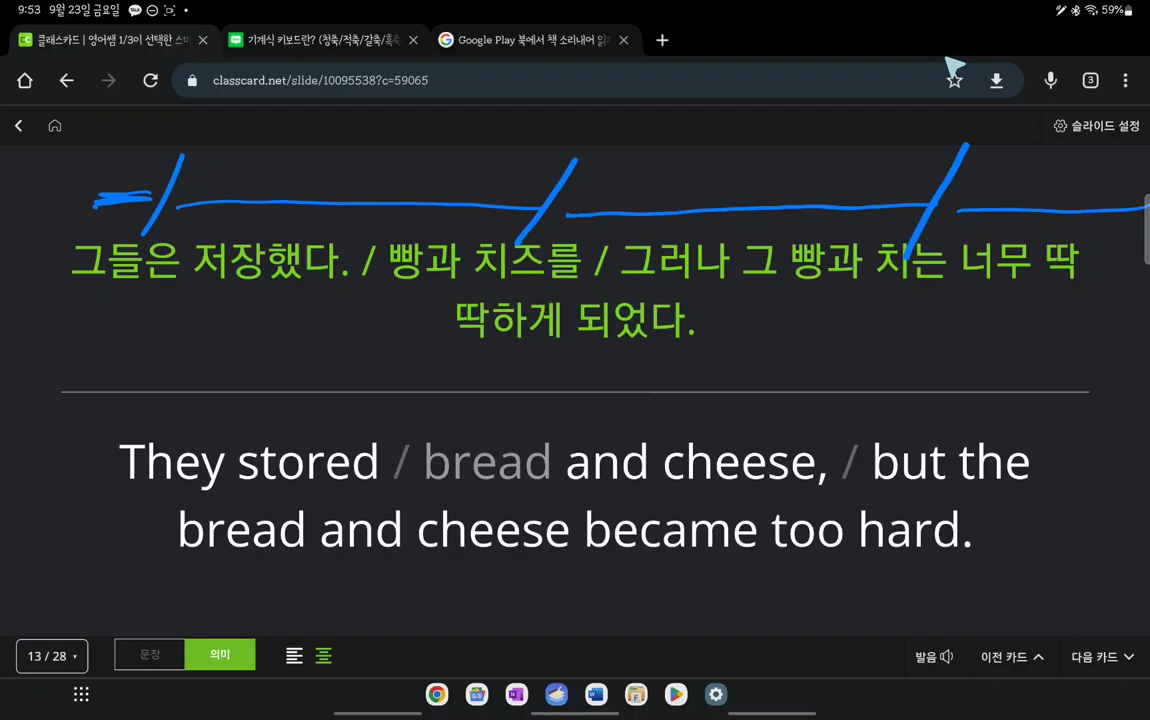 9:53 9월 23일 금요일 TALK 59%
클래스카드 | 영어쌤 1/3이 선택한 스마 기계식 키보드란? (청축/적축/갈축/흑축 Google Play 북에서 책 소리내어 읽기
classcard.net/slide/10095538?c=59065 3
슬라이드 설정
그들은 저장했다. / 빵과 치즈를 / 그러나 그 빵과 치는 너무 딱
딱하게 되었다.
They stored / bread and cheese, / but the
bread and cheese became too hard.
13 / 28 문장 의미 발음 이전 카드 다음 카드